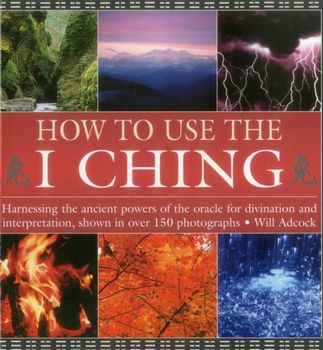 HOW TO USE THE
I CHING
Harnessing the ancient powers of the oracle for divination and
interpretation, shown in over 150 photographs • Will Adcock